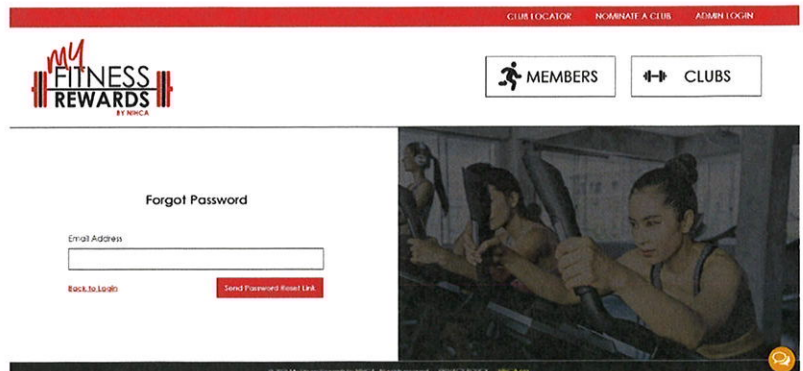 CLUB LOCATOR NOMINATE A CLUB ADMIN LOGIN
my
FITNESS
REWARDS
BY NIHCA
MEMBERS CLUBS
Forgot Password
Email Address
Back to Login Send Password Reset Link